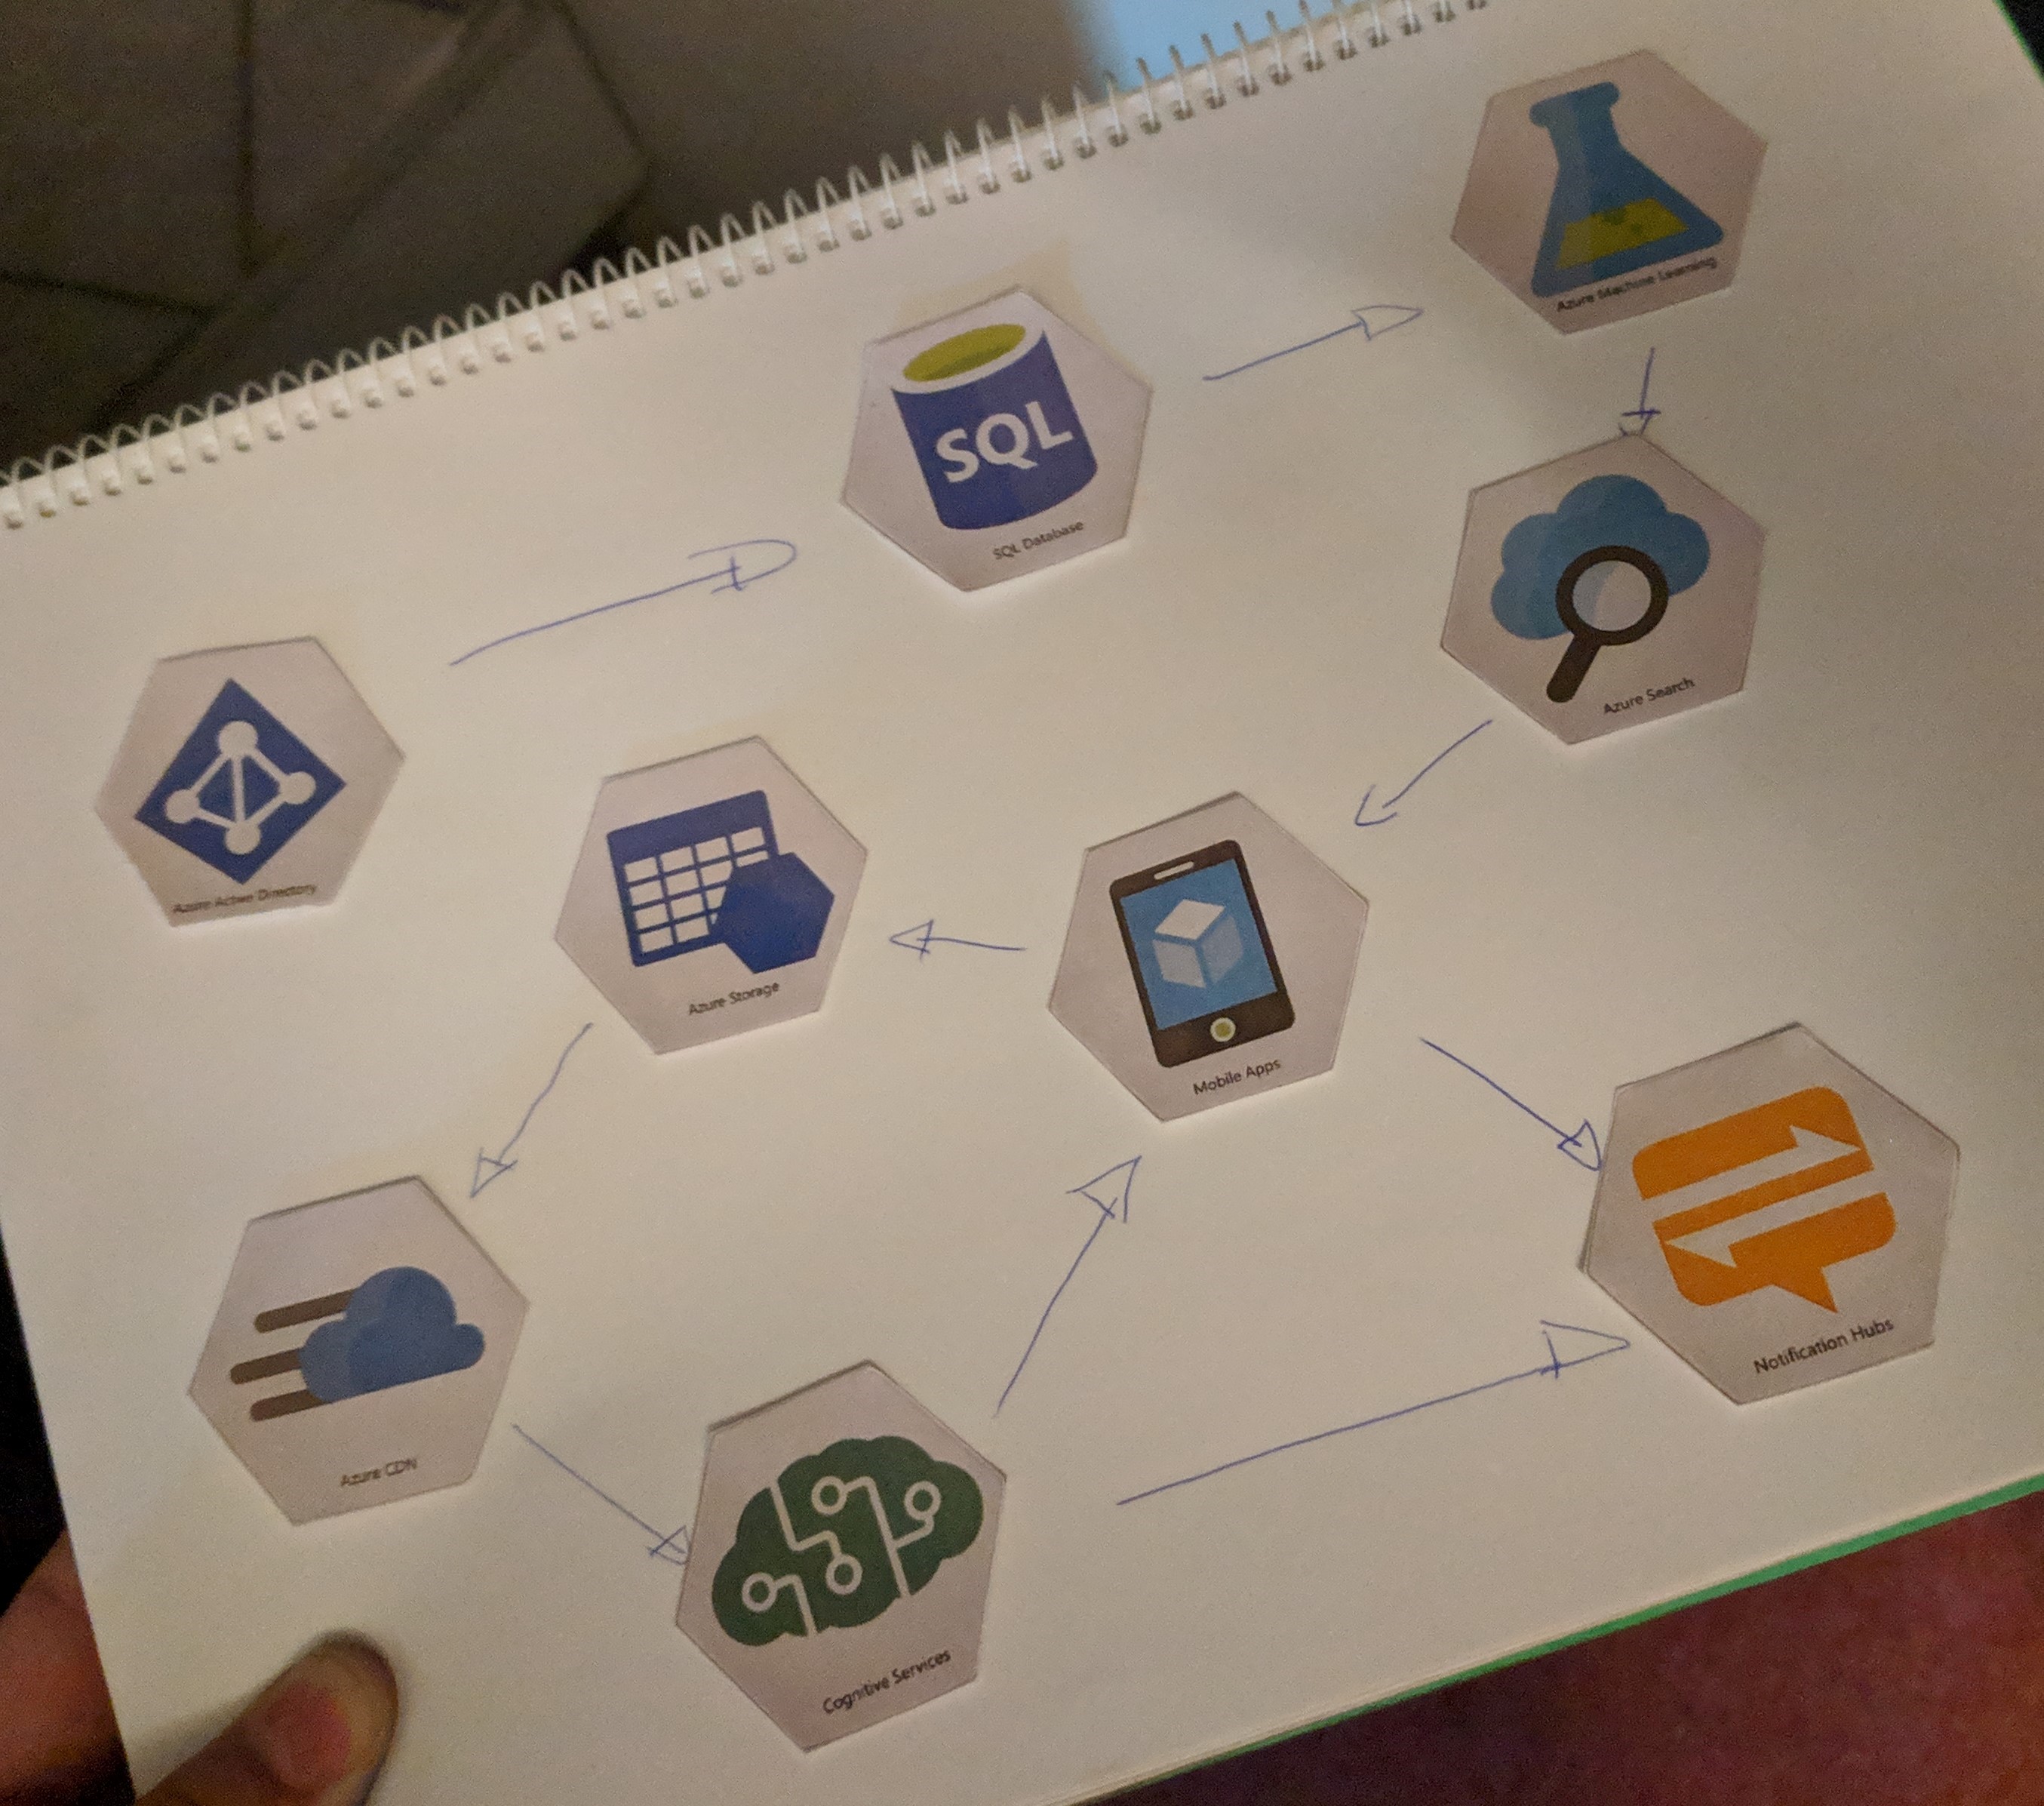 Azure Machine Learning
SQL
SQL Database
Azure Search
Azure Active Directory
Azure Storage
Mobile Apps
Notification Hubs
Azure CDN
Cognitive Services